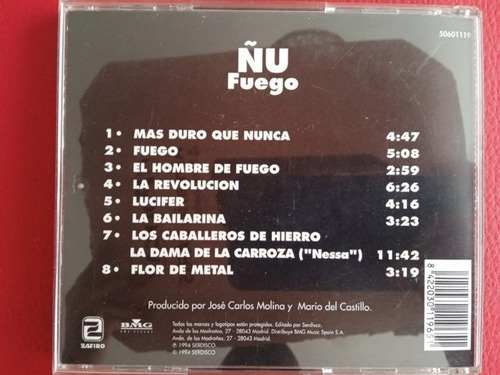 50601119
ÑU
Fuego
1• MAS DURO QUE NUNCA 4:47
2• FUEGO 5:08
3• EL HOMBRE DE FUEGO 2:59
4• LA REVOLUCION 6:26
5• LUCIFER 4:16
6• LA BAILARINA 3:23
7• LOS CABALLEROS DE HIERRO
LA DAMA DE LA CARROZA ("Nessa") 11:42
8• FLOR DE METAL 3:19
Producido por José Carlos Molina y Mario del Castillo.
Z
ZAFIRO
BMG
Todas las marcas y logotipos están protegidos. Editado por Serdisco.
Avda. de los Madroños, 27 - 28043 Madrid. Distribuye BMG Music Spain S.A.
Avda. de los Madroños, 27 - 28043 Madrid.
℗ 1994 SERDISCO
© 1994 SERDISCO